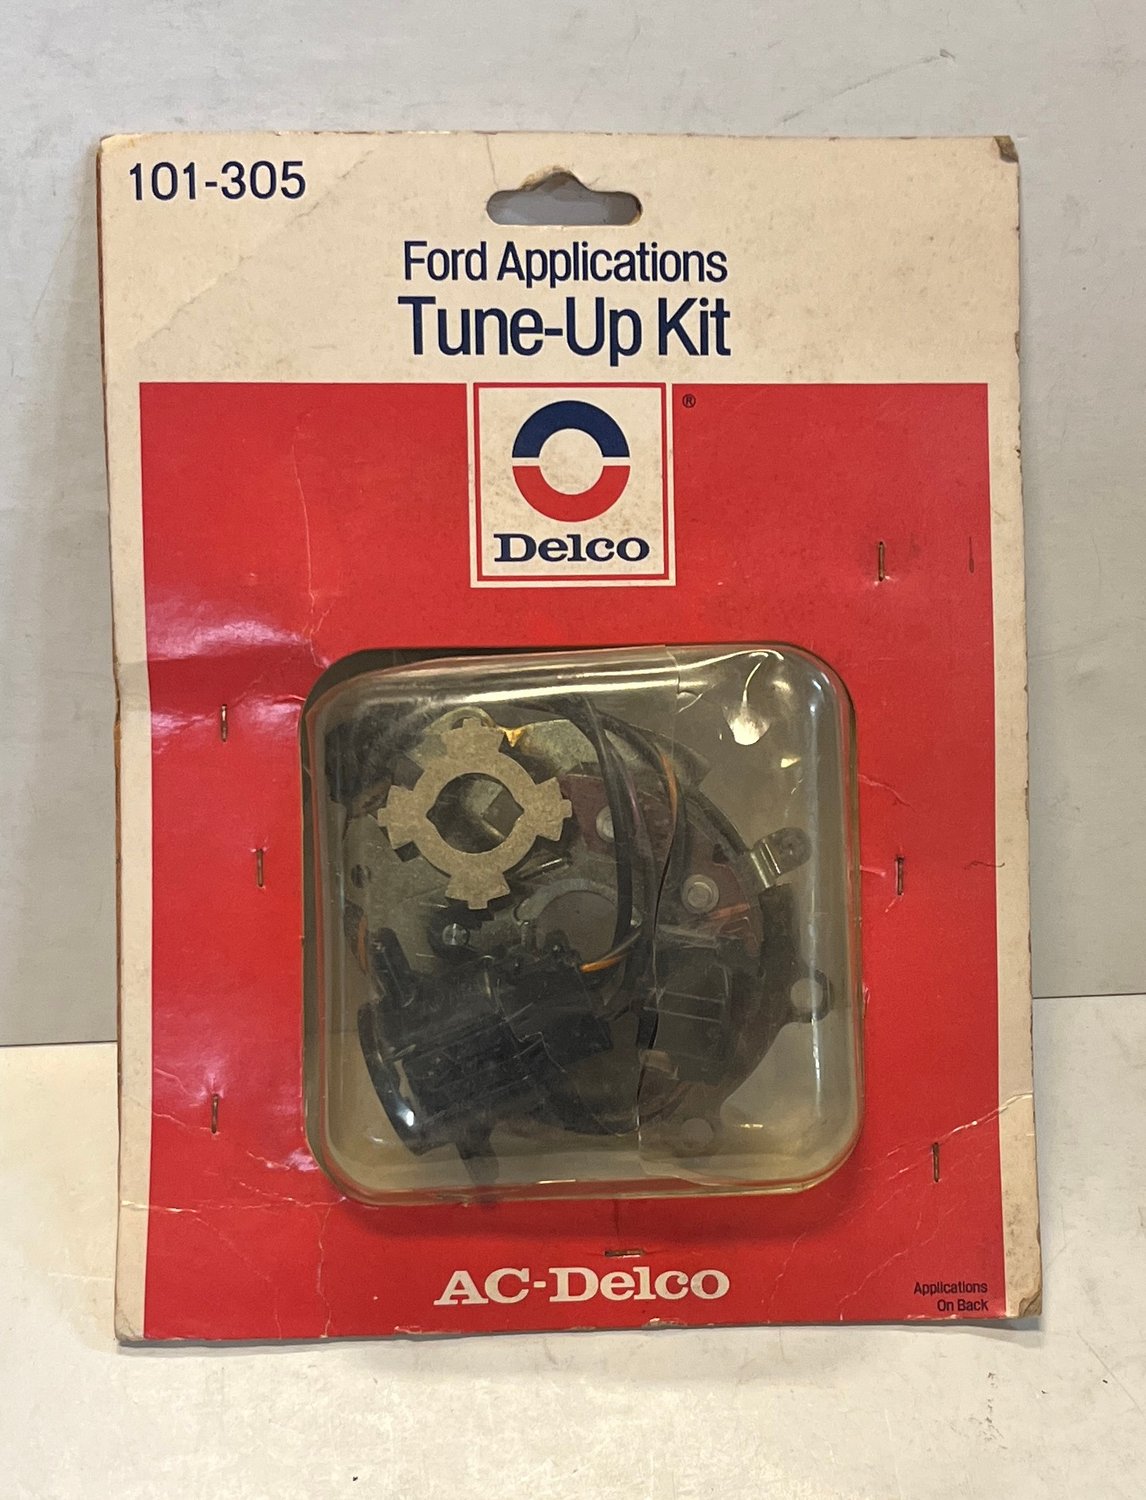 101-305
Ford Applications
Tune-Up Kit
®
Delco
AC-Delco
Applications
On Back